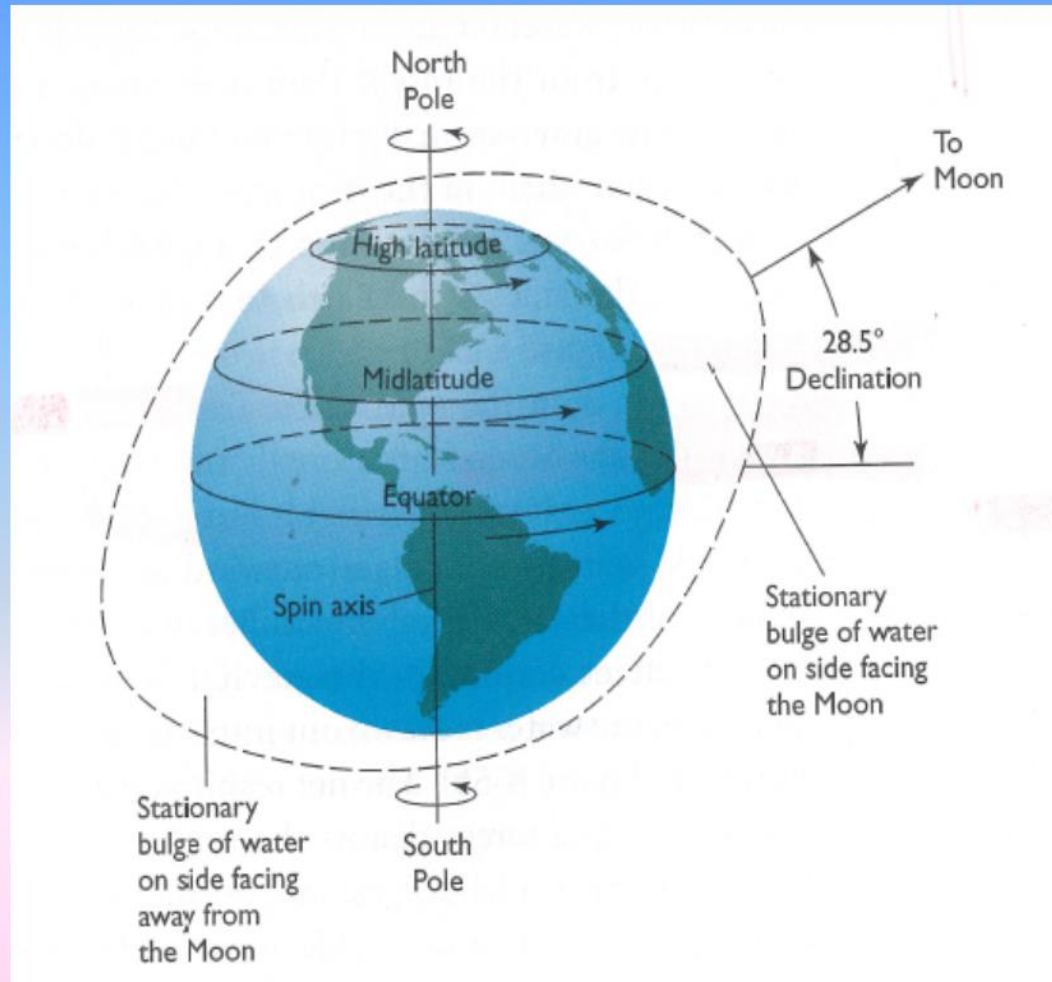 North
Pole
To
Moon
High latitude
28.5°
Declination
Midlatitude
Equator
Spin axis
Stationary
bulge of water
on side facing
the Moon
Stationary
bulge of water
on side facing
away from
the Moon
South
Pole